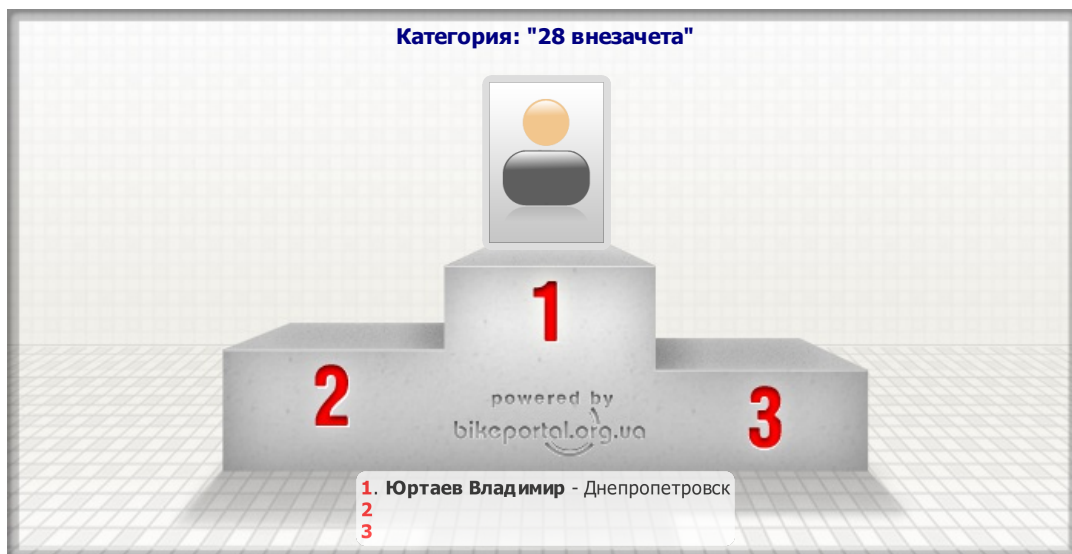 Категория: "28 внезачета"
1
2
3
powered by
bikeportal.org.ua
1. Юртаев Владимир - Днепропетровск
2
3